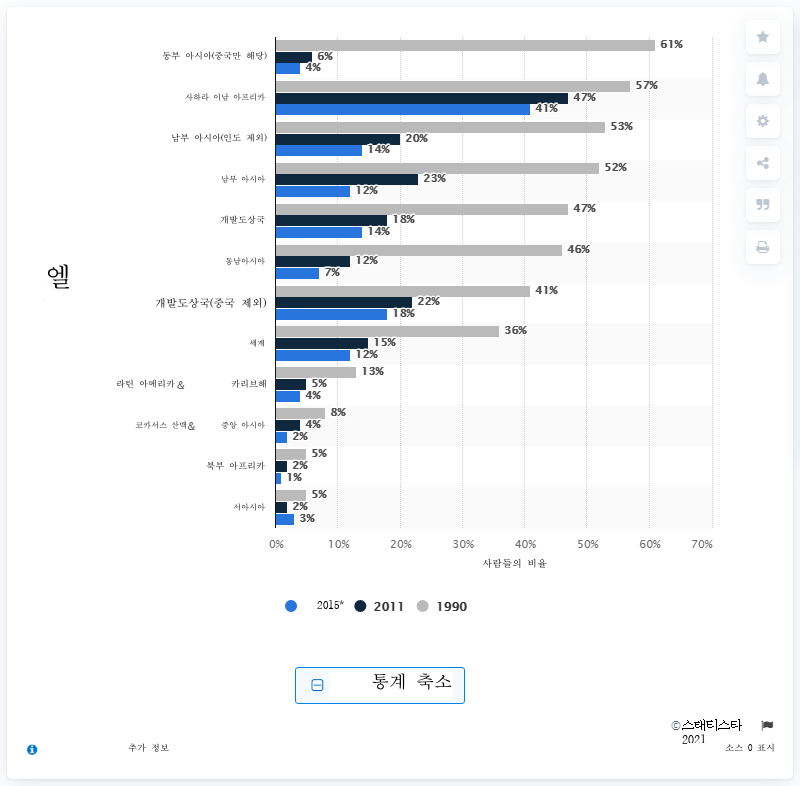 동부 아시아(중국만 해당)
61%
6%
4%
사하라 이남 아프리카
57%
47%
41%
남부 아시아(인도 제외)
53%
20%
14%
남부 아시아
52%
23%
12%
개발도상국
47%
18%
14%
동남아시아
46%
12%
7%
엘
개발도상국(중국 제외)
41%
22%
18%
세계
36%
15%
12%
라틴 아메리카& 카리브해
13%
5%
4%
코카서스 산맥& 중앙 아시아
8%
4%
2%
북부 아프리카
5%
2%
1%
서아시아
5%
2%
3%
0% 10% 20% 30% 40% 50% 60% 70%
사람들의 비율
2015* 2011 1990
통계 축소
©스태티스타
2021
추가 정보
소스 0 표시